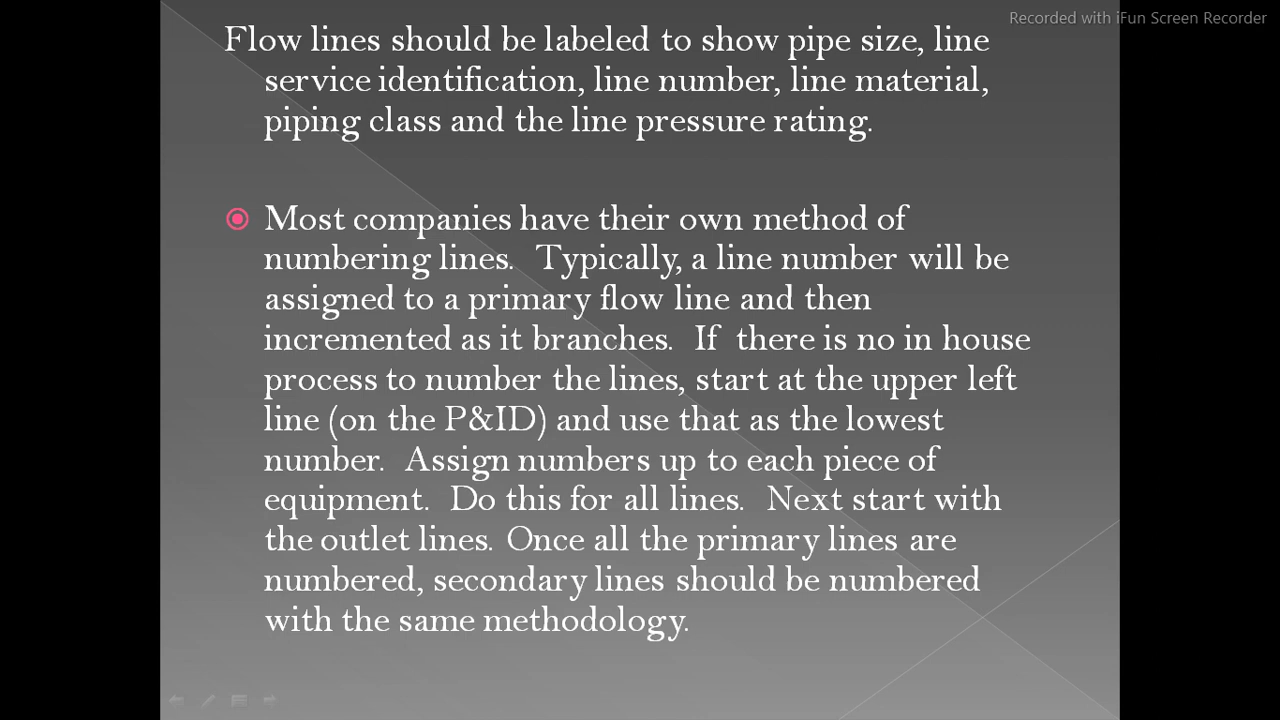 Recorded with iFun Screen Recorder
Flow lines should be labeled to show pipe size, line
service identification, line number, line material,
piping class and the line pressure rating.
Most companies have their own method of
numbering lines. Typically, a line number will be
assigned to a primary flow line and then
incremented as it branches. If there is no in house
process to number the lines, start at the upper left
line (on the P&ID) and use that as the lowest
number. Assign numbers up to each piece of
equipment. Do this for all lines. Next start with
the outlet lines. Once all the primary lines are
numbered, secondary lines should be numbered
with the same methodology.